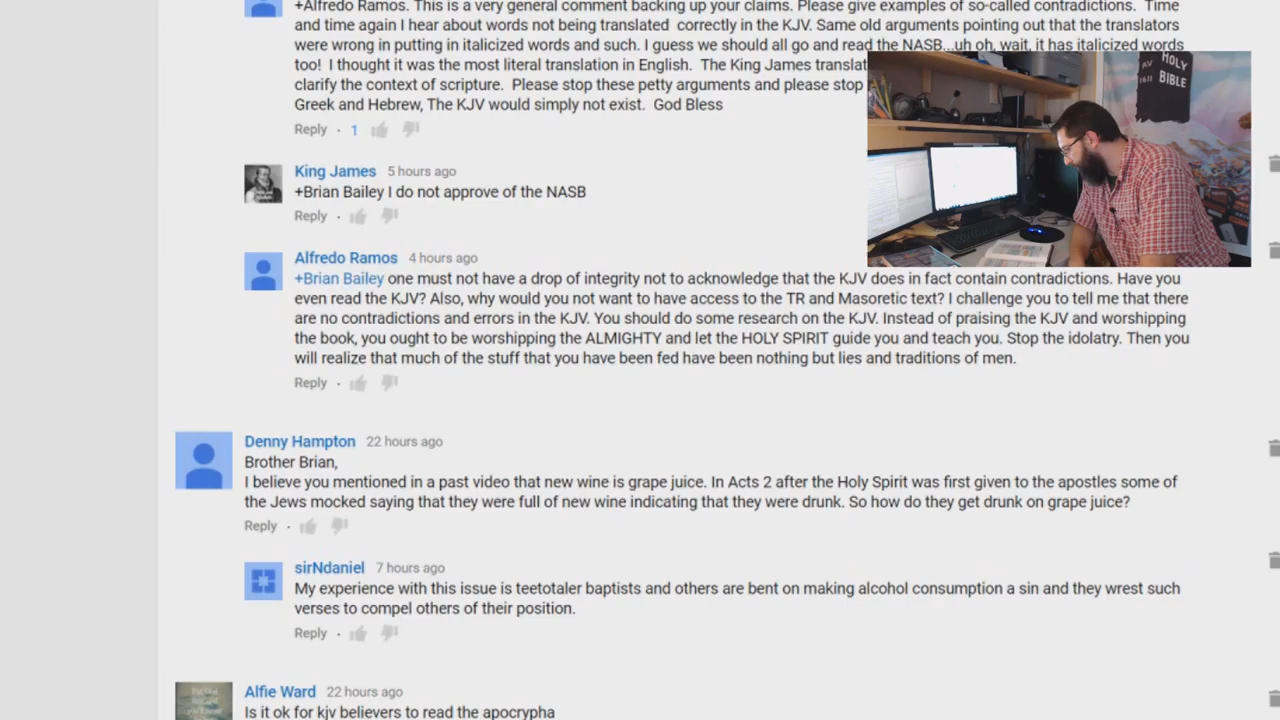 +Alfredo Ramos. This is a very general comment backing up your claims. Please give examples of so-called contradictions. Time
and time again I hear about words not being translated correctly in the KJV. Same old arguments pointing out that the translators
were wrong in putting in italicized words and such. I guess we should all go and read the NASB...uh oh, wait, it has italicized words
too! I thought it was the most literal translation in English. The King James translat
clarify the context of scripture. Please stop these petty arguments and please stop
Greek and Hebrew, The KJV would simply not exist. God Bless
Reply · 1
AV 1611
HOLY BIBLE
King James 5 hours ago
+Brian Bailey I do not approve of the NASB
Reply ·
Alfredo Ramos 4 hours ago
+Brian Bailey one must not have a drop of integrity not to acknowledge that the KJV does in fact contain contradictions. Have you
even read the KJV? Also, why would you not want to have access to the TR and Masoretic text? I challenge you to tell me that there
are no contradictions and errors in the KJV. You should do some research on the KJV. Instead of praising the KJV and worshipping
the book, you ought to be worshipping the ALMIGHTY and let the HOLY SPIRIT guide you and teach you. Stop the idolatry. Then you
will realize that much of the stuff that you have been fed have been nothing but lies and traditions of men.
Reply ·
Denny Hampton 22 hours ago
Brother Brian,
I believe you mentioned in a past video that new wine is grape juice. In Acts 2 after the Holy Spirit was first given to the apostles some of
the Jews mocked saying that they were full of new wine indicating that they were drunk. So how do they get drunk on grape juice?
Reply ·
sirNdaniel 7 hours ago
My experience with this issue is teetotaler baptists and others are bent on making alcohol consumption a sin and they wrest such
verses to compel others of their position.
Reply ·
Alfie Ward 22 hours ago
Is it ok for kjv believers to read the apocrypha